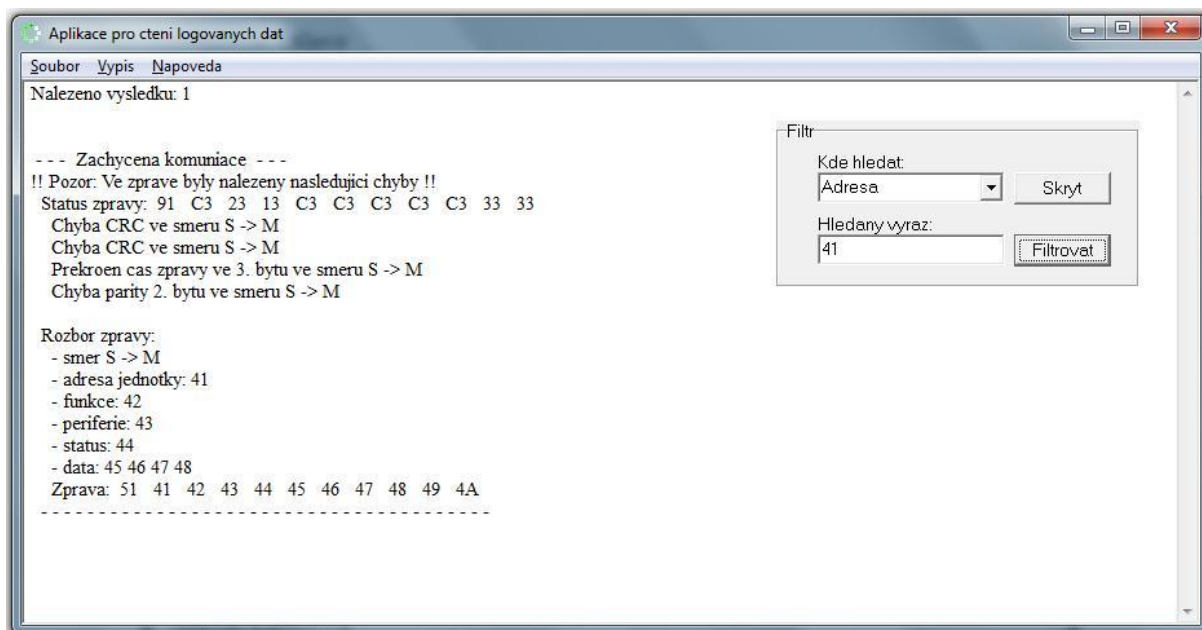 Aplikace pro cteni logovanych dat
Soubor Vypis Napoveda
Nalezeno vysledku: 1
- - - Zachycena komuniace - - -
!! Pozor: Ve zprave byly nalezeny nasledujici chyby !!
Status zpravy: 91 C3 23 13 C3 C3 C3 C3 C3 33 33
Chyba CRC ve smeru S -> M
Chyba CRC ve smeru S -> M
Prekroen cas zpravy ve 3. bytu ve smeru S -> M
Chyba parity 2. bytu ve smeru S -> M
Rozbor zpravy:
- smer S -> M
- adresa jednotky: 41
- funkce: 42
- periferie: 43
- status: 44
- data: 45 46 47 48
Zprava: 51 41 42 43 44 45 46 47 48 49 4A
- - - - - - - - - - - - - - - - - - - - - - - - - - - - - - - - - - - - - - -
Filtr
Kde hledat:
Adresa
Skryt
Hledany vyraz:
41
Filtrovat